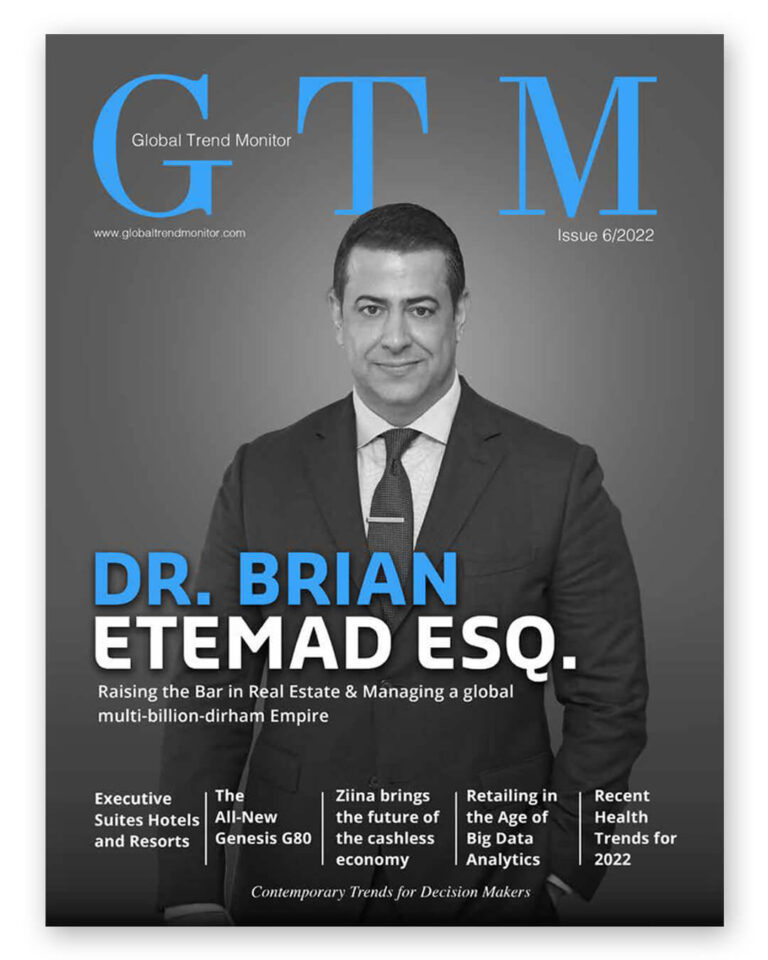 GTM
Global Trend Monitor
www.globaltrendmonitor.com
Issue 6/2022
DR. BRIAN
ETEMAD ESQ.
Raising the Bar in Real Estate & Managing a global
multi-billion-dirham Empire
Executive
Suites Hotels
and Resorts
The
All-New
Genesis G80
Ziina brings
the future of
the cashless
economy
Retailing in
the Age of
Big Data
Analytics
Recent
Health
Trends for
2022
Contemporary Trends for Decision Makers